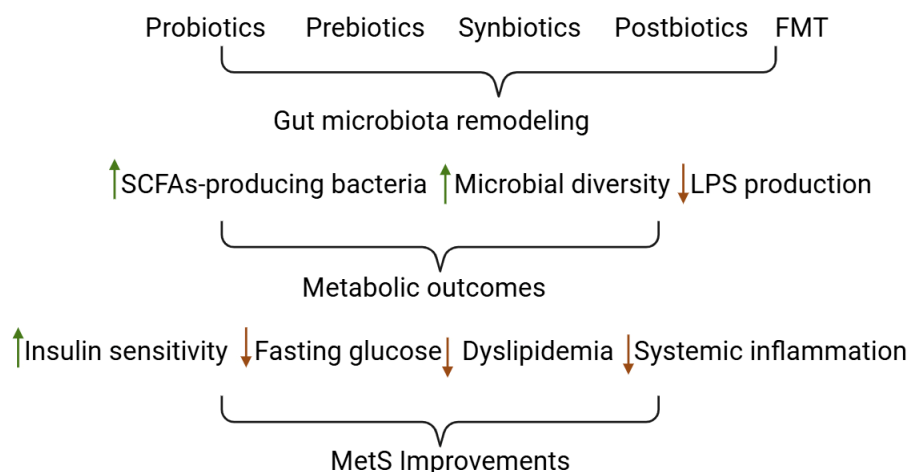 Probiotics Prebiotics Synbiotics Postbiotics FMT
Gut microbiota remodeling
SCFAs-producing bacteria Microbial diversity LPS production
Metabolic outcomes
Insulin sensitivity Fasting glucose Dyslipidemia Systemic inflammation
MetS Improvements